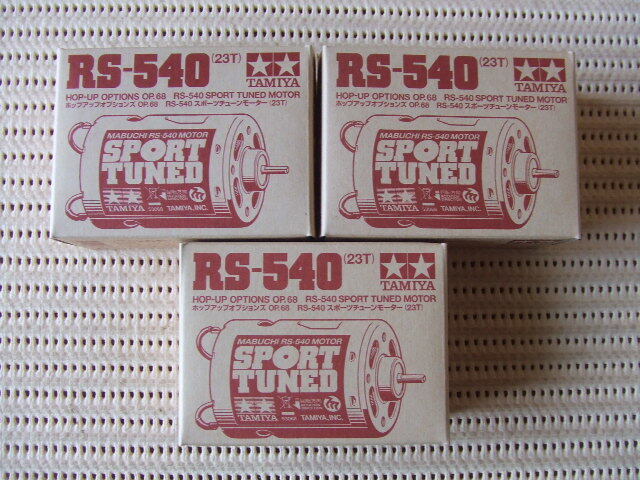 RS-540 (23T) TAMIYA
HOP-UP OPTIONS OP.68 RS-540 SPORT TUNED MOTOR
ホップアップオプションズ OP.68 RS-540 スポーツチューンモーター (23T)
MABUCHI RS-540 MOTOR
SPORT
TUNED
TAMIYA 53068 TAMIYA, INC.
RS-540 (23T) TAMIYA
HOP-UP OPTIONS OP.68 RS-540 SPORT TUNED MOTOR
ホップアップオプションズ OP.68 RS-540 スポーツチューンモーター (23T)
MABUCHI RS-540 MOTOR
SPORT
TUNED
TAMIYA 53068 TAMIYA, INC.
RS-540 (23T) TAMIYA
HOP-UP OPTIONS OP.68 RS-540 SPORT TUNED MOTOR
ホップアップオプションズ OP.68 RS-540 スポーツチューンモーター (23T)
MABUCHI RS-540 MOTOR
SPORT
TUNED
TAMIYA 53068 TAMIYA, INC.